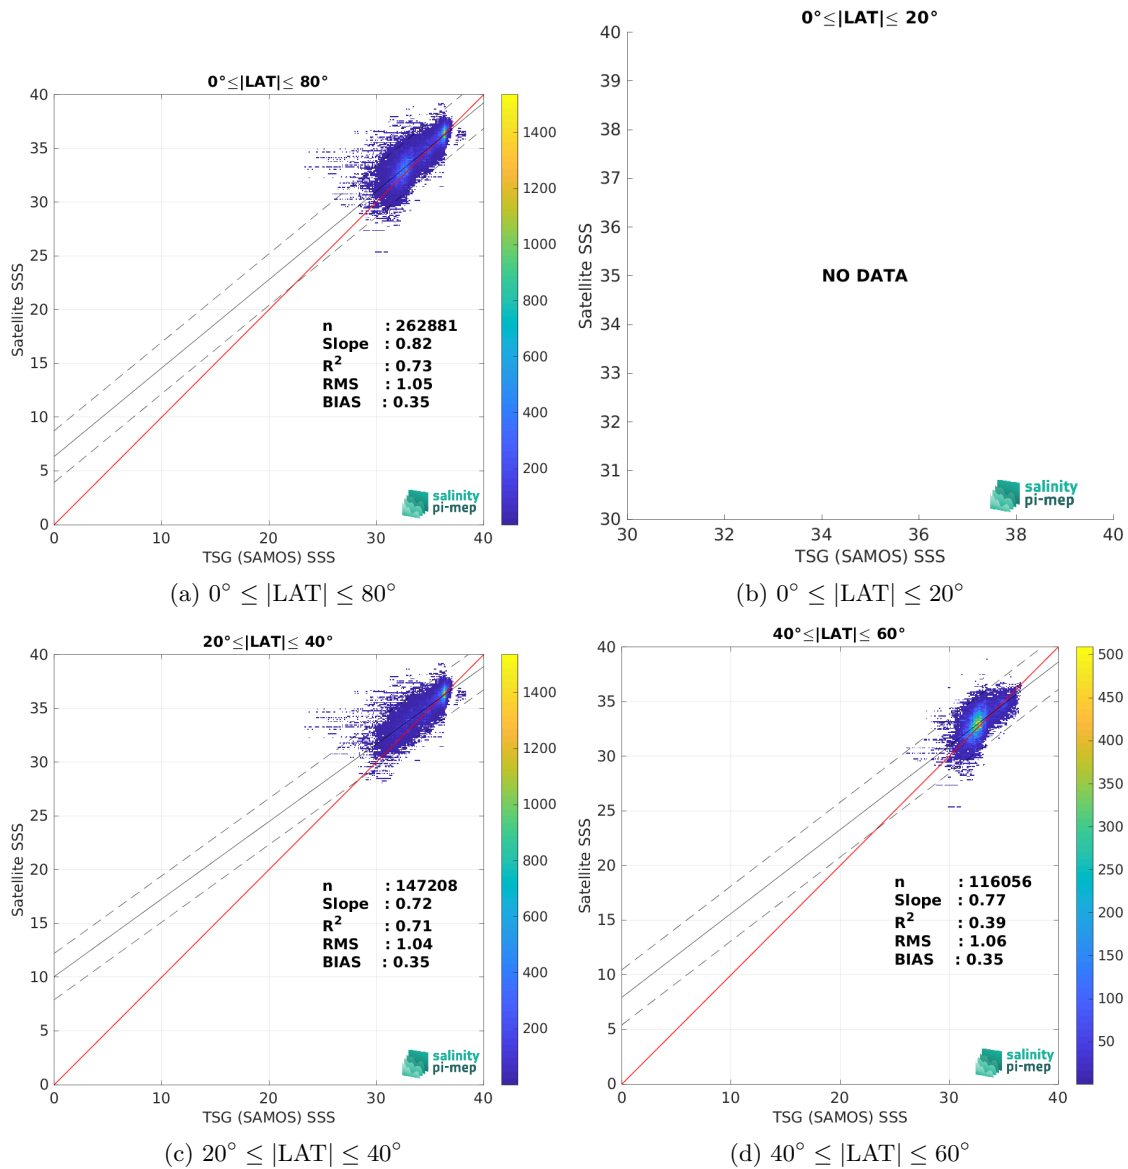 0°≤|LAT|≤ 80°
40
35
30
25
20
15
10
5
0
0
10
20
30
40
Satellite SSS
TSG (SAMOS) SSS
n : 262881
Slope : 0.82
R² : 0.73
RMS : 1.05
BIAS : 0.35
salinity
pi-mep
1400
1200
1000
800
600
400
200
(a) 0° ≤ |LAT| ≤ 80°
0°≤|LAT|≤ 20°
40
39
38
37
36
35
34
33
32
31
30
30
32
34
36
38
40
Satellite SSS
TSG (SAMOS) SSS
NO DATA
salinity
pi-mep
(b) 0° ≤ |LAT| ≤ 20°
20°≤|LAT|≤ 40°
40
35
30
25
20
15
10
5
0
0
10
20
30
40
Satellite SSS
TSG (SAMOS) SSS
n : 147208
Slope : 0.72
R² : 0.71
RMS : 1.04
BIAS : 0.35
salinity
pi-mep
1400
1200
1000
800
600
400
200
(c) 20° ≤ |LAT| ≤ 40°
40°≤|LAT|≤ 60°
40
35
30
25
20
15
10
5
0
0
10
20
30
40
Satellite SSS
TSG (SAMOS) SSS
n : 116056
Slope : 0.77
R² : 0.39
RMS : 1.06
BIAS : 0.35
salinity
pi-mep
500
450
400
350
300
250
200
150
100
50
(d) 40° ≤ |LAT| ≤ 60°